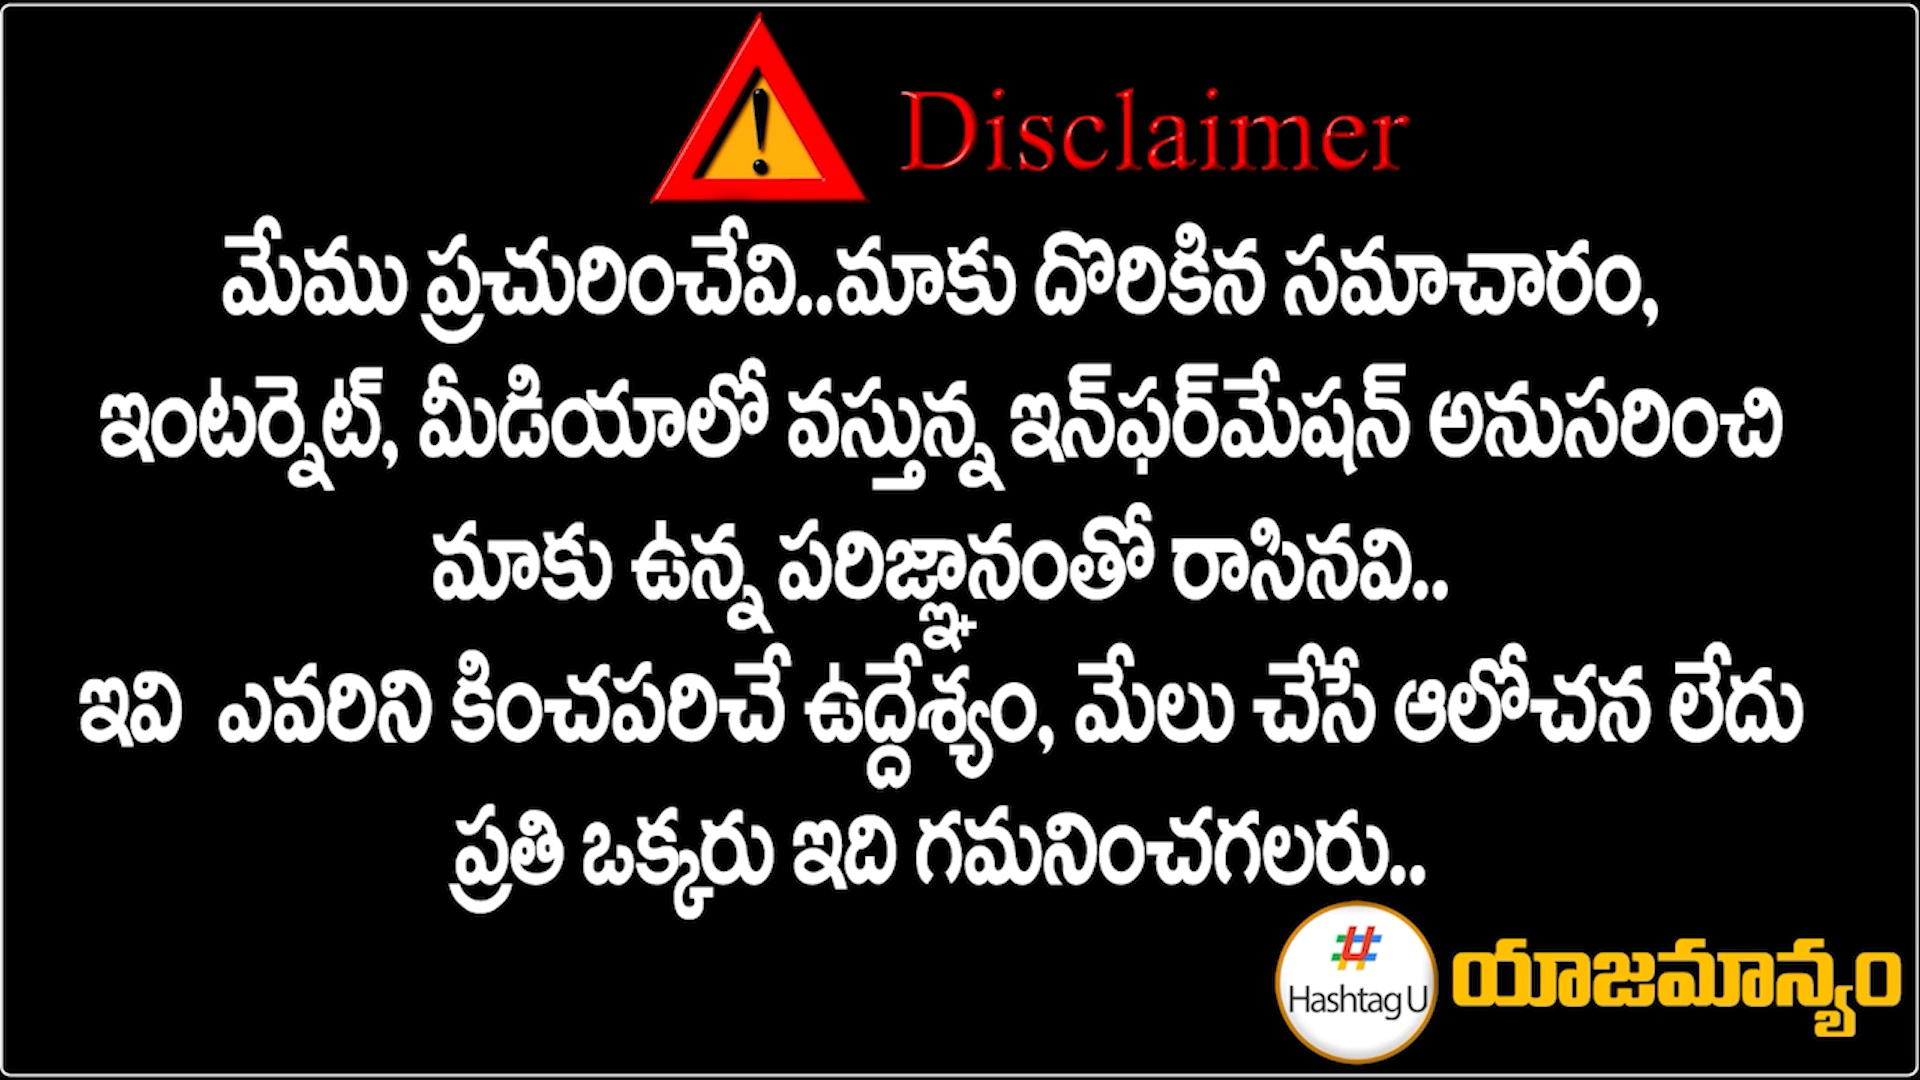 Disclaimer
మేము ప్రచురించేవి..మాకు దొరికిన సమాచారం,
ఇంటర్నెట్, మీడియాలో వస్తున్న ఇన్‌ఫర్‌మేషన్ అనుసరించి
మాకు ఉన్న పరిజ్ఞానంతో రాసినవి..
ఇవి ఎవరిని కించపరిచే ఉద్దేశ్యం, మేలు చేసే ఆలోచన లేదు
ప్రతి ఒక్కరు ఇది గమనించగలరు..
Hashtag U యాజమాన్యం